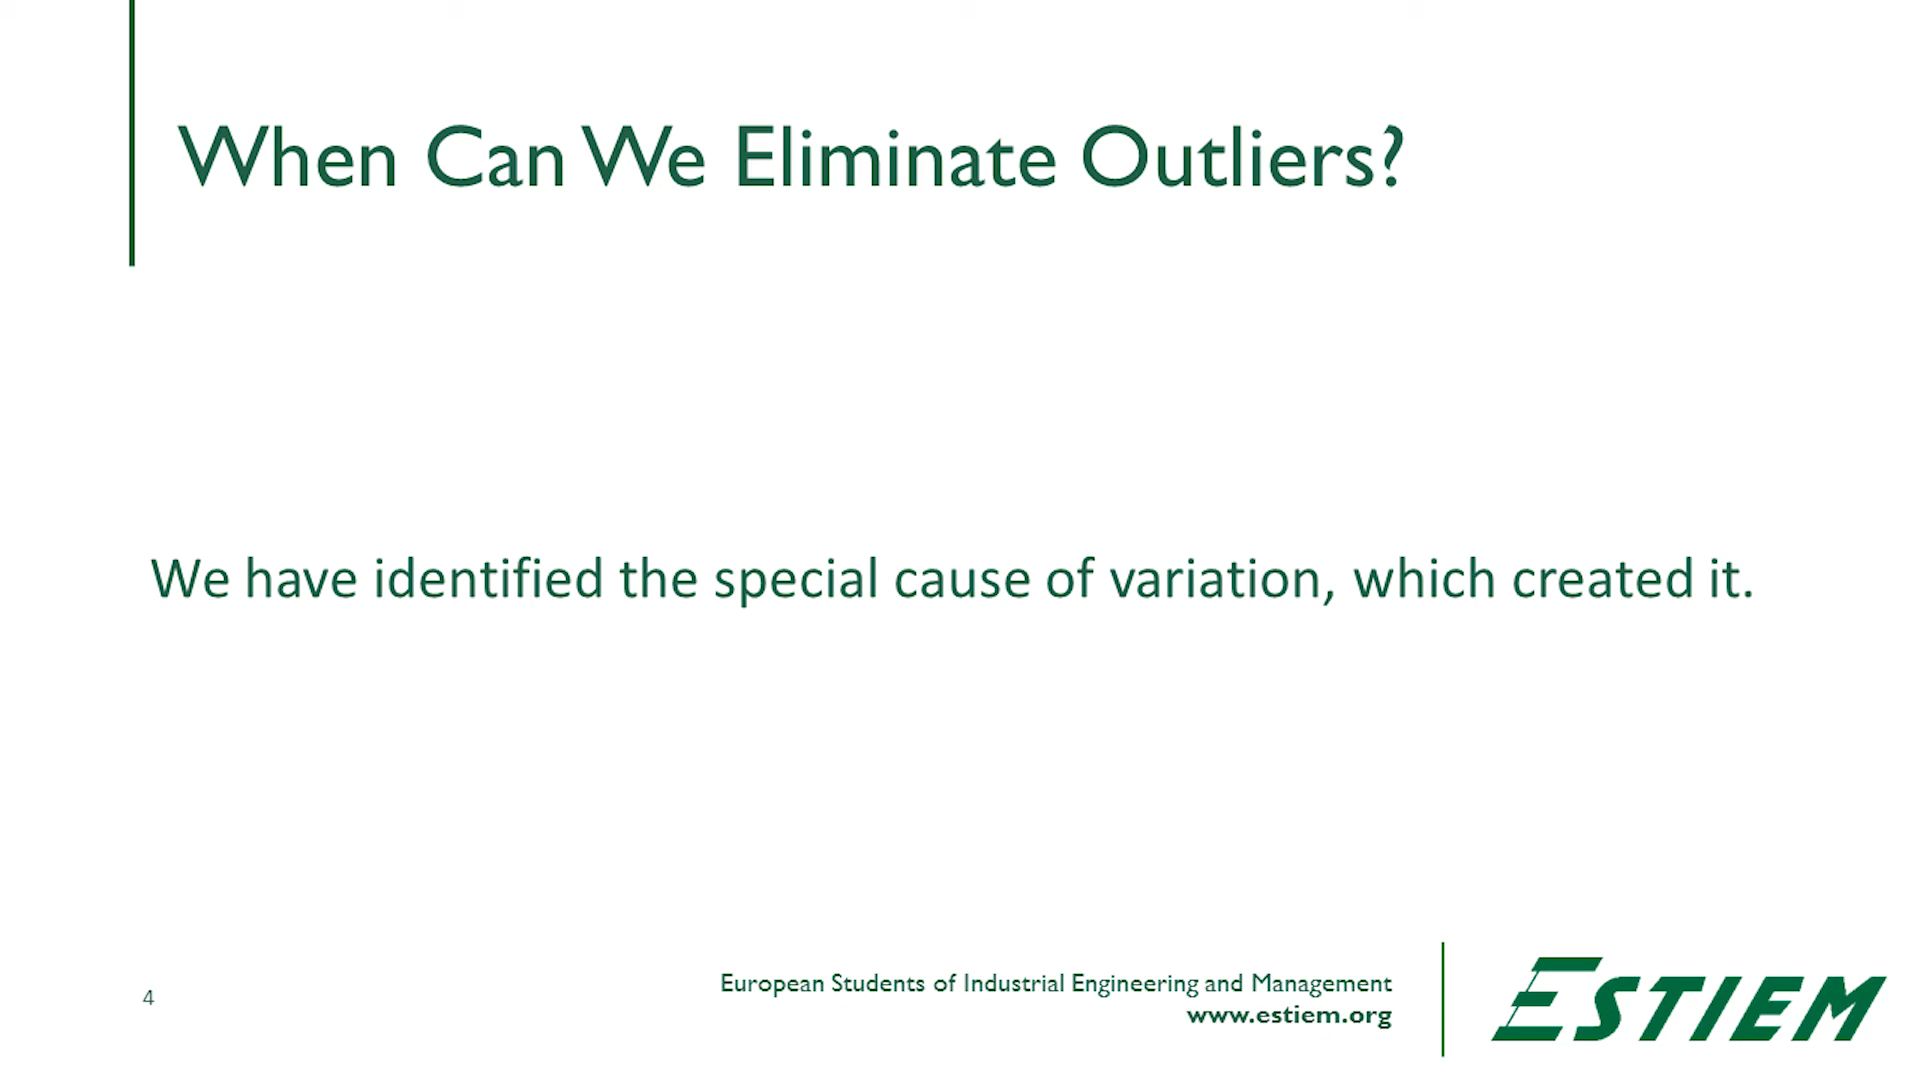 When Can We Eliminate Outliers?
We have identified the special cause of variation, which created it.
4
European Students of Industrial Engineering and Management
www.estiem.org
ESTIEM